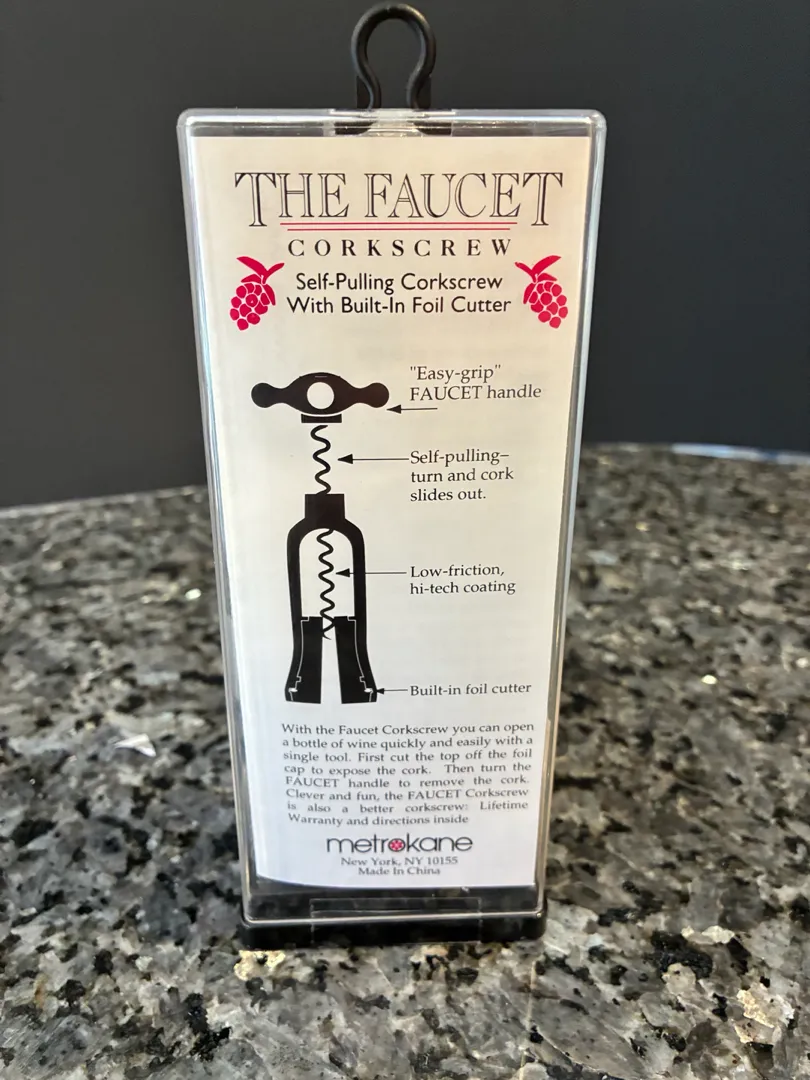 THE FAUCET
CORKSCREW
Self-Pulling Corkscrew
With Built-In Foil Cutter
"Easy-grip"
FAUCET handle
Self-pulling–
turn and cork
slides out.
Low-friction,
hi-tech coating
Built-in foil cutter
With the Faucet Corkscrew you can open
a bottle of wine quickly and easily with a
single tool. First cut the top off the foil
cap to expose the cork. Then turn the
FAUCET handle to remove the cork.
Clever and fun, the FAUCET Corkscrew
is also a better corkscrew: Lifetime
Warranty and directions inside
metrokane
New York, NY 10155
Made In China